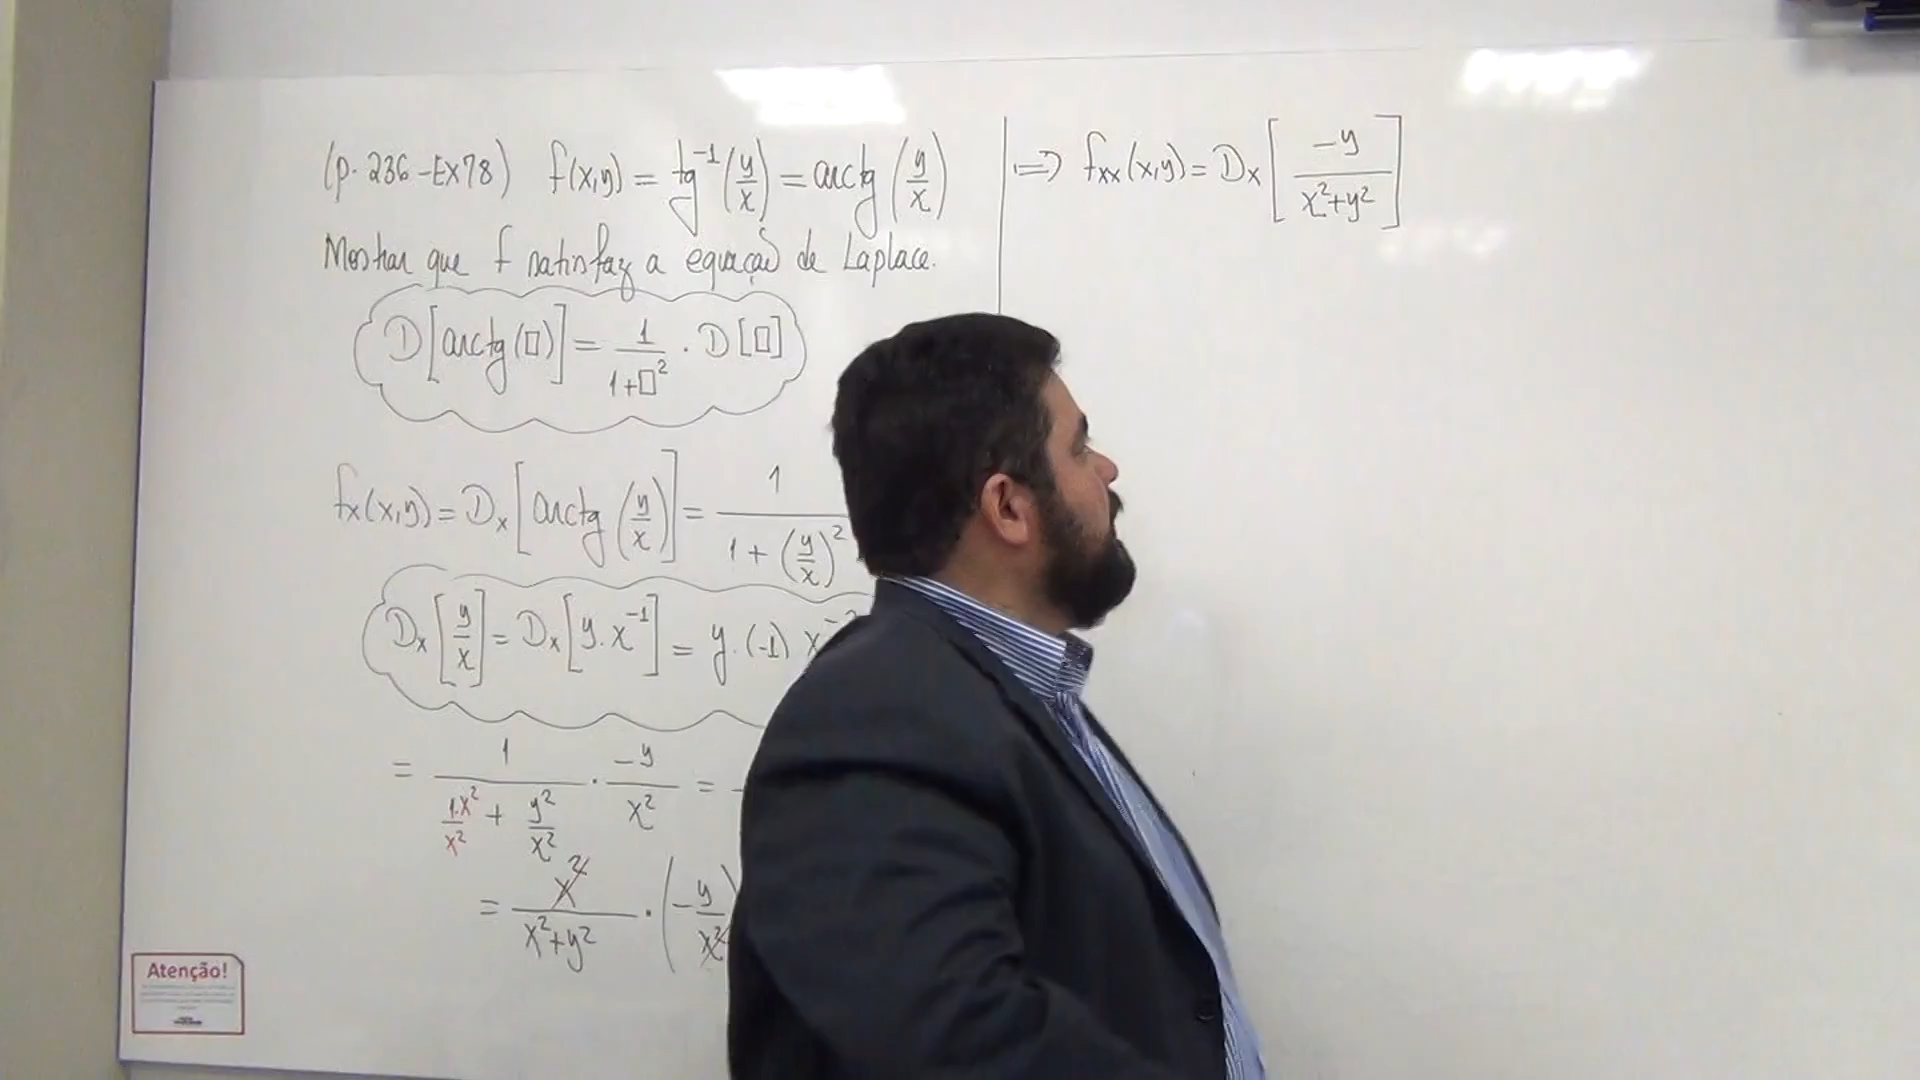 (p. 236 - Ex 78) f(x,y) = tg⁻¹(y/x) = arctg(y/x)
Mostrar que f satisfaz a equação de Laplace.
D[arctg(□)] = 1/(1+□²) · D[□]
fx(x,y) = Dx[arctg(y/x)] = 1/(1 + (y/x)²)
Dx[y/x] = Dx[y.x⁻¹] = y.(-1) x
= 1/(1.x²/x² + y²/x²) · -y/x² =
= x²/(x²+y²) · (-y/x²
⇒ fxx(x,y) = Dx[-y/(x²+y²)]
Atenção!